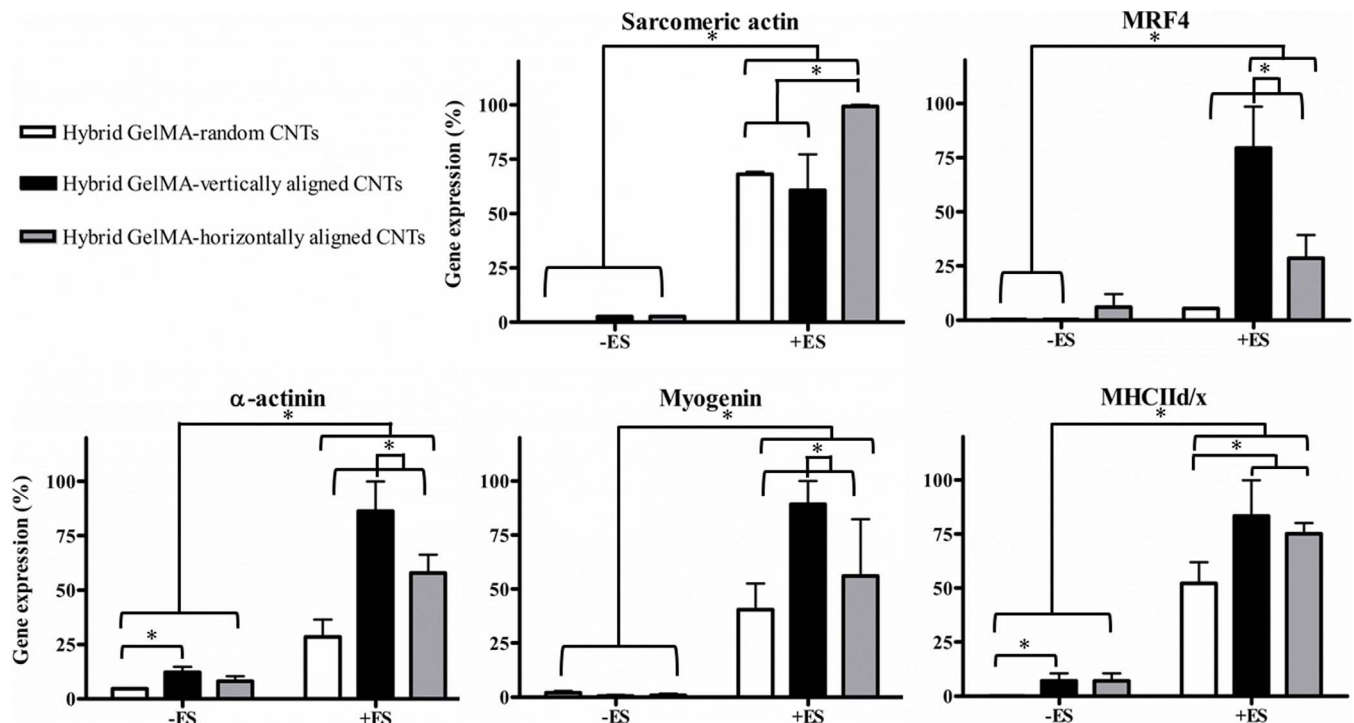 Sarcomeric actin
*
*
Gene expression (%)
100
75
50
25
0
-ES
+ES
MRF4
*
*
100
75
50
25
0
-ES
+ES
Hybrid GelMA-random CNTs
Hybrid GelMA-vertically aligned CNTs
Hybrid GelMA-horizontally aligned CNTs
α-actinin
*
*
*
Gene expression (%)
100
75
50
25
0
-ES
+ES
Myogenin
*
*
100
75
50
25
0
-ES
+ES
MHCIId/x
*
*
*
100
75
50
25
0
-ES
+ES